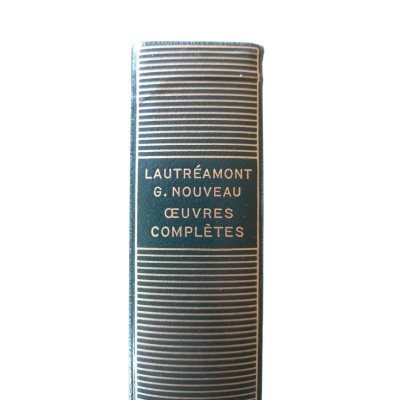 LAUTRÉAMONT
G. NOUVEAU
ŒUVRES
COMPLÈTES